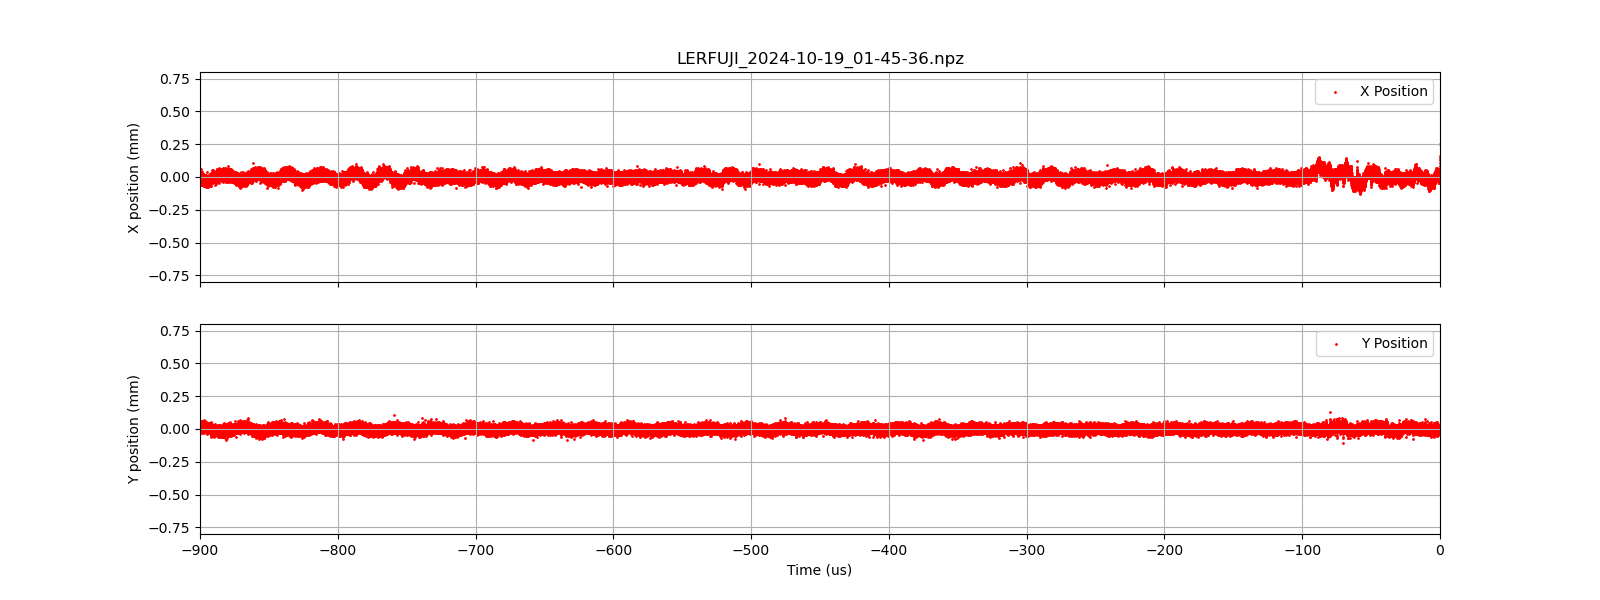 LERFUJI_2024-10-19_01-45-36.npz
0.75
0.50
0.25
0.00
−0.25
−0.50
−0.75
X position (mm)
X Position
0.75
0.50
0.25
0.00
−0.25
−0.50
−0.75
Y position (mm)
Y Position
−900 −800 −700 −600 −500 −400 −300 −200 −100 0
Time (us)